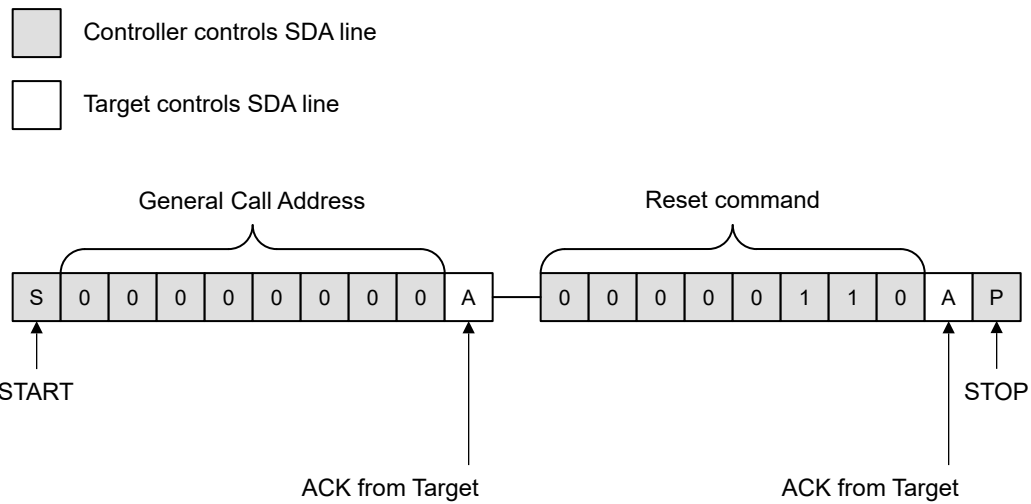 Controller controls SDA line
Target controls SDA line
General Call Address
Reset command
S 0 0 0 0 0 0 0 0 A 0 0 0 0 0 1 1 0 A P
START
STOP
ACK from Target
ACK from Target